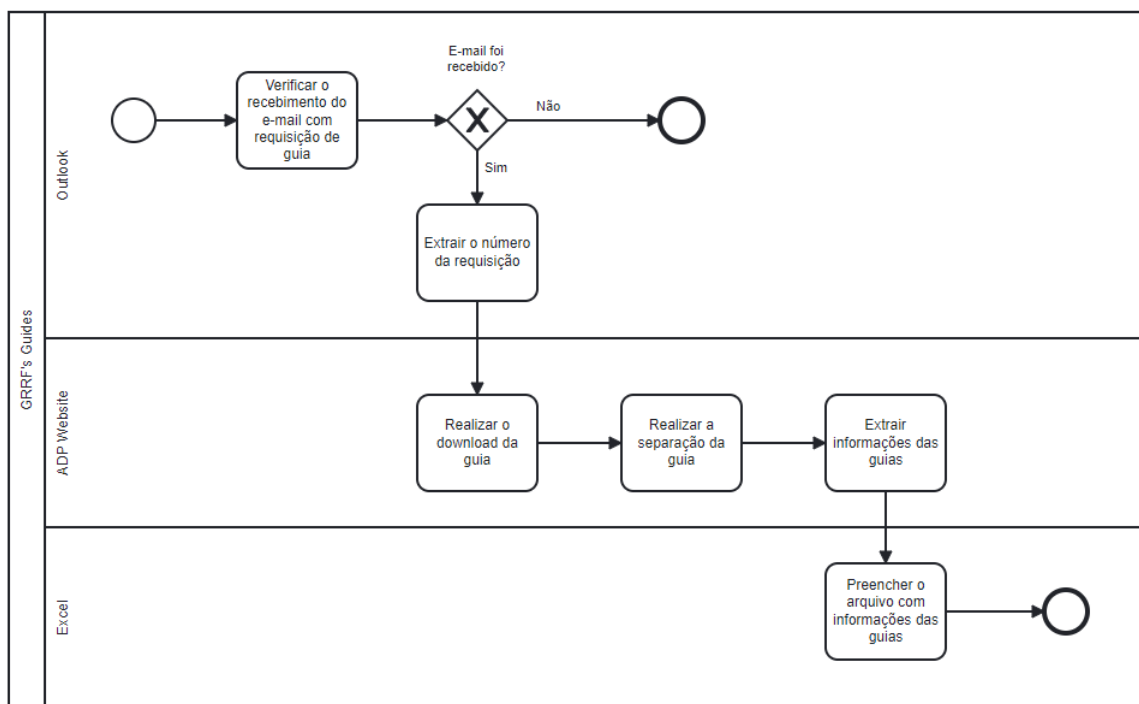 GRRF's Guides
Outlook
Verificar o
recebimento do
e-mail com
requisição de
guia
E-mail foi
recebido?
Não
Sim
Extrair o número
da requisição
ADP Website
Realizar o
download da
guia
Realizar a
separação da
guia
Extrair
informações das
guias
Excel
Preencher o
arquivo com
informações das
guias